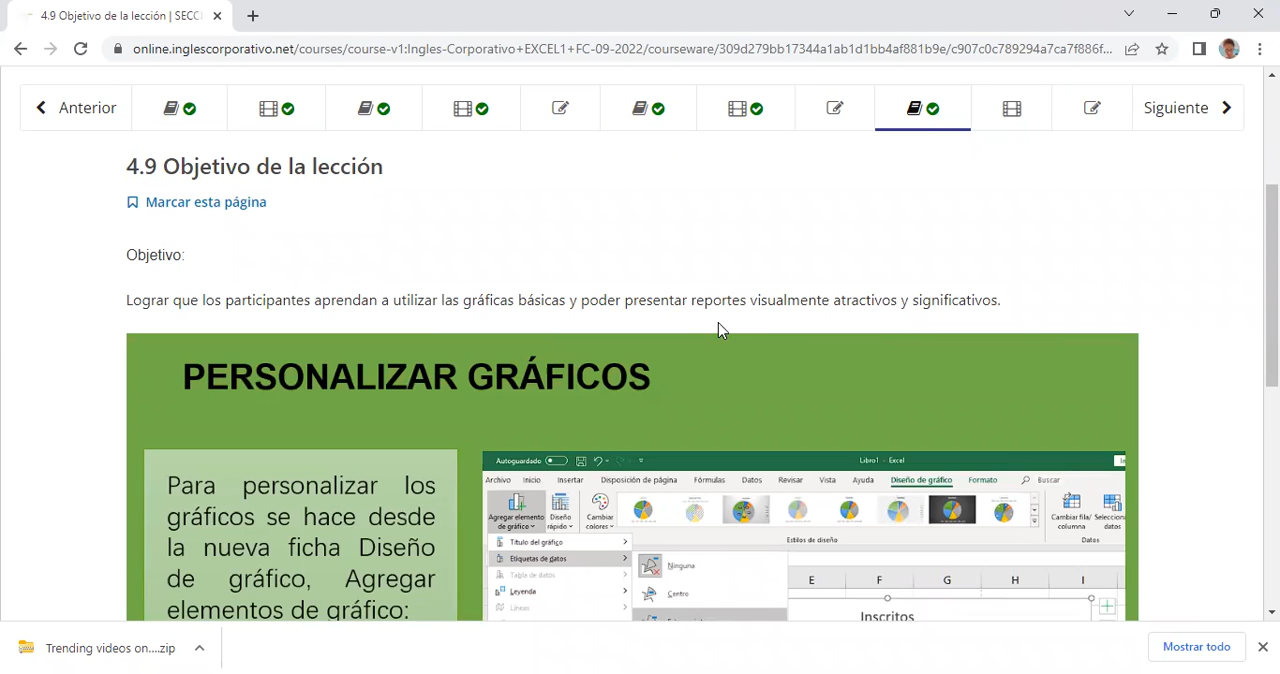 4.9 Objetivo de la lección | SECCI
online.inglescorporativo.net/courses/course-v1:Ingles-Corporativo+EXCEL1+FC-09-2022/courseware/309d279bb17344a1ab1d1bb4af881b9e/c907c0c789294a7ca7f886f...
Anterior
Siguiente
4.9 Objetivo de la lección
Marcar esta página
Objetivo:
Lograr que los participantes aprendan a utilizar las gráficas básicas y poder presentar reportes visualmente atractivos y significativos.
PERSONALIZAR GRÁFICOS
Para personalizar los
gráficos se nace desde
la nueva ficha Diseño
de gráfico, Agregar
elementos de gráfico:
Autoguardado
Libro1 - Excel
Archivo Inicio Insertar Disposición de página Fórmulas Datos Revisar Vista Ayuda Diseño de gráfico Formato Buscar
Agregar elemento de gráfico
Diseño rápido
Cambiar colores
Cambiar fila/ columna
datos
Estilos de diseño
Datos
Título del gráfico
Etiquetas de datos
Tabla de datos
Leyenda
Líneas
Ninguna
Centro
E F G H I
Inscritos
Trending videos on....zip
Mostrar todo